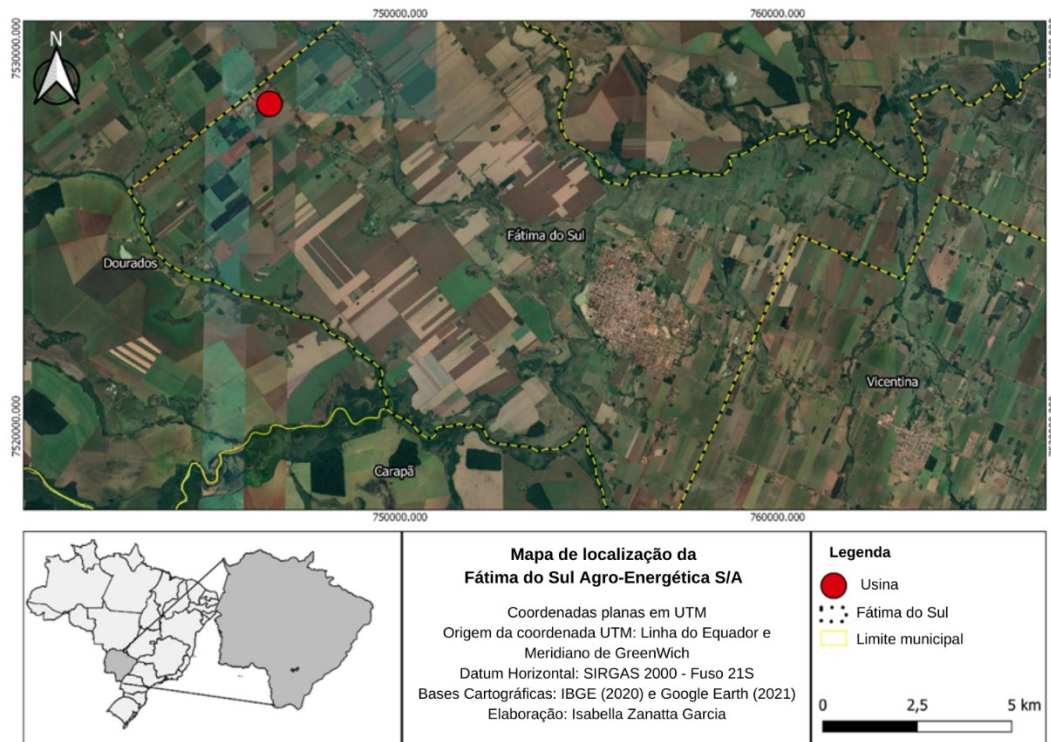 750000.000
760000.000
7530000.000
N
Fátima do Sul
Dourados
Vicentina
7520000.000
Carapã
750000.000
760000.000
Mapa de localização da
Fátima do Sul Agro-Energética S/A
Coordenadas planas em UTM
Origem da coordenada UTM: Linha do Equador e
Meridiano de GreenWich
Datum Horizontal: SIRGAS 2000 - Fuso 21S
Bases Cartográficas: IBGE (2020) e Google Earth (2021)
Elaboração: Isabella Zanatta Garcia
Legenda
Usina
Fátima do Sul
Limite municipal
0 2,5 5 km